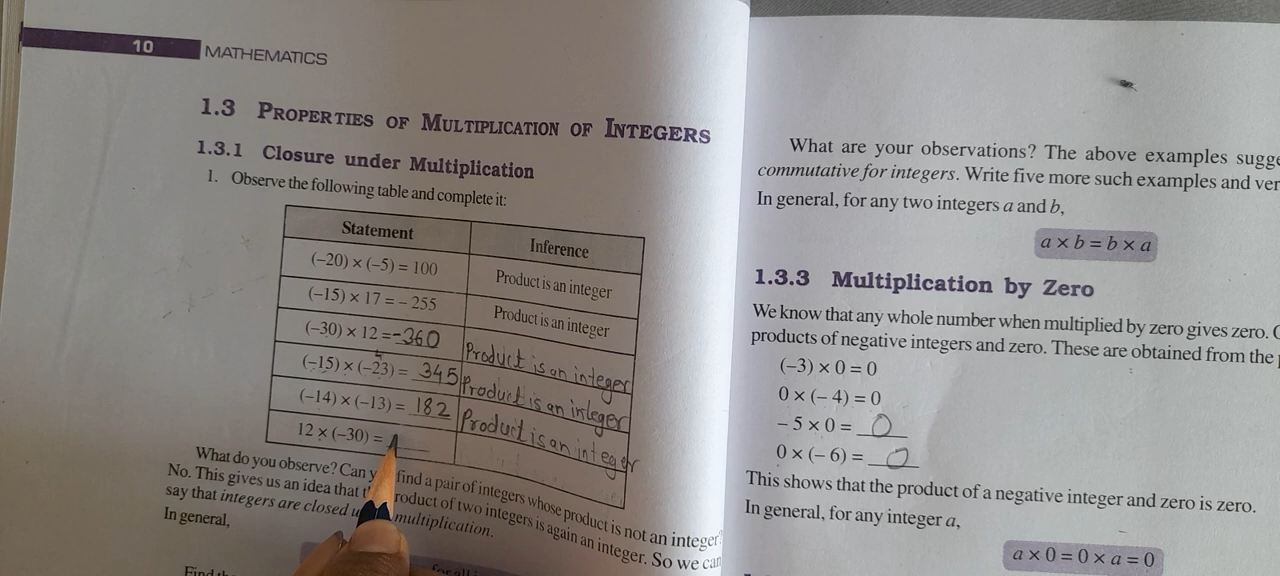 10 MATHEMATICS
1.3 PROPERTIES OF MULTIPLICATION OF INTEGERS
1.3.1 Closure under Multiplication
1. Observe the following table and complete it:
Statement Inference
(–20) × (–5) = 100 Product is an integer
(–15) × 17 = – 255 Product is an integer
(–30) × 12 = -360 Product is an integer
(–15) × (–23) = 345 Product is an integer
(–14) × (–13) = 182 Product is an integer
12 × (–30) =
What do you observe? Can find a pair of integers whose product is not an integer?
No. This gives us an idea that product of two integers is again an integer. So we can
say that integers are closed multiplication.
In general,
Find
for all
What are your observations? The above examples
commutative for integers. Write five more such examples and
In general, for any two integers a and b,
a × b = b × a
1.3.3 Multiplication by Zero
We know that any whole number when multiplied by zero gives zero.
products of negative integers and zero. These are obtained from the
(–3) × 0 = 0
0 × (– 4) = 0
– 5 × 0 = 0
0 × (– 6) = 0
This shows that the product of a negative integer and zero is zero.
In general, for any integer a,
a × 0 = 0 × a = 0